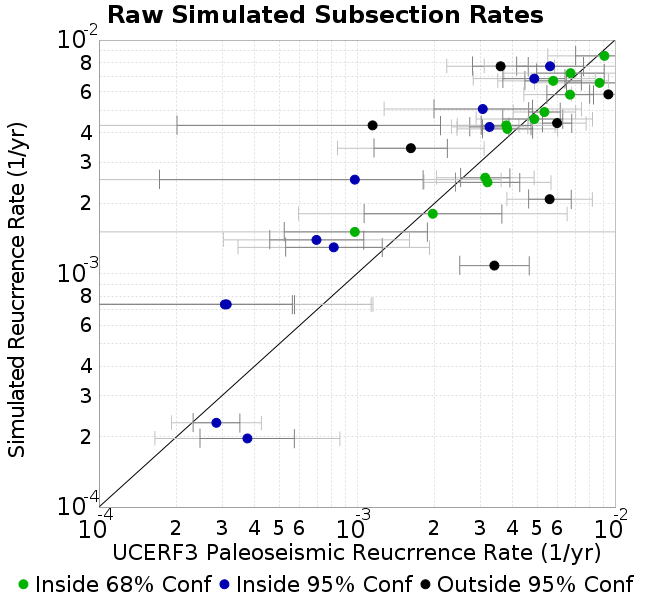 Raw Simulated Subsection Rates
10-2
8
6
4
3
2
10-3
8
6
4
3
2
10-4
Simulated Reucrrence Rate (1/yr)
10-4 2 3 4 5 6 10-3 2 3 4 5 6 10-2
UCERF3 Paleoseismic Reucrrence Rate (1/yr)
Inside 68% Conf Inside 95% Conf Outside 95% Conf